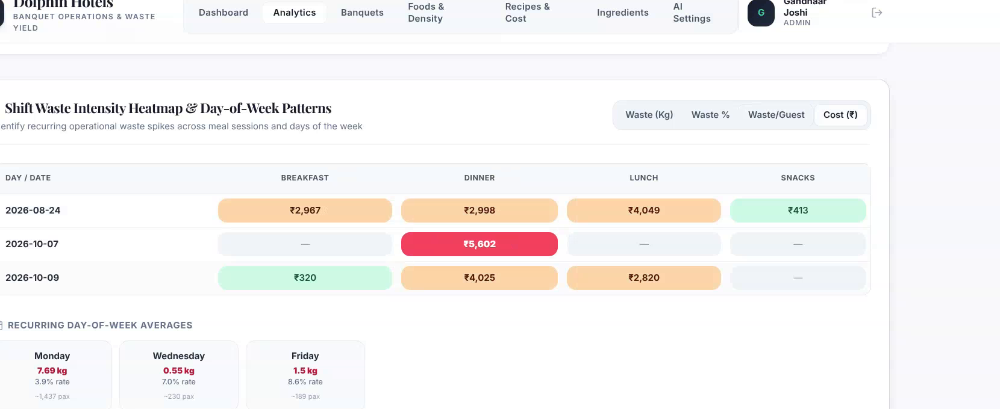 Dolphin Hotels
BANQUET OPERATIONS & WASTE
YIELD
Dashboard
Analytics
Banquets
Foods &
Density
Recipes &
Cost
Ingredients
AI
Settings
G
Gandhaar
Joshi
ADMIN
Shift Waste Intensity Heatmap & Day-of-Week Patterns
entify recurring operational waste spikes across meal sessions and days of the week
Waste (Kg) Waste % Waste/Guest Cost (₹)
DAY / DATE BREAKFAST DINNER LUNCH SNACKS
2026-08-24 ₹2,967 ₹2,998 ₹4,049 ₹413
2026-10-07 — ₹5,602 — —
2026-10-09 ₹320 ₹4,025 ₹2,820 —
RECURRING DAY-OF-WEEK AVERAGES
Monday
7.69 kg
3.9% rate
~1,437 pax
Wednesday
0.55 kg
7.0% rate
~230 pax
Friday
1.5 kg
8.6% rate
~189 pax